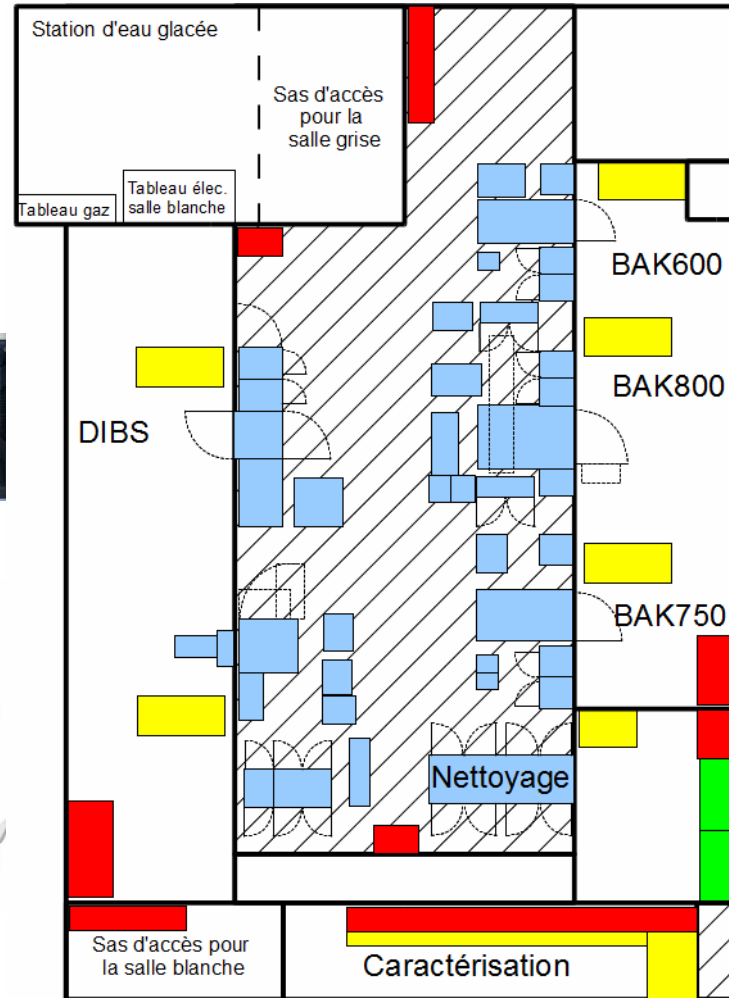 Station d'eau glacée
Sas d'accès
pour la
salle grise
Tableau élec.
salle blanche
Tableau gaz
BAK600
BAK800
DIBS
BAK750
Nettoyage
Sas d'accès pour
la salle blanche
Caractérisation